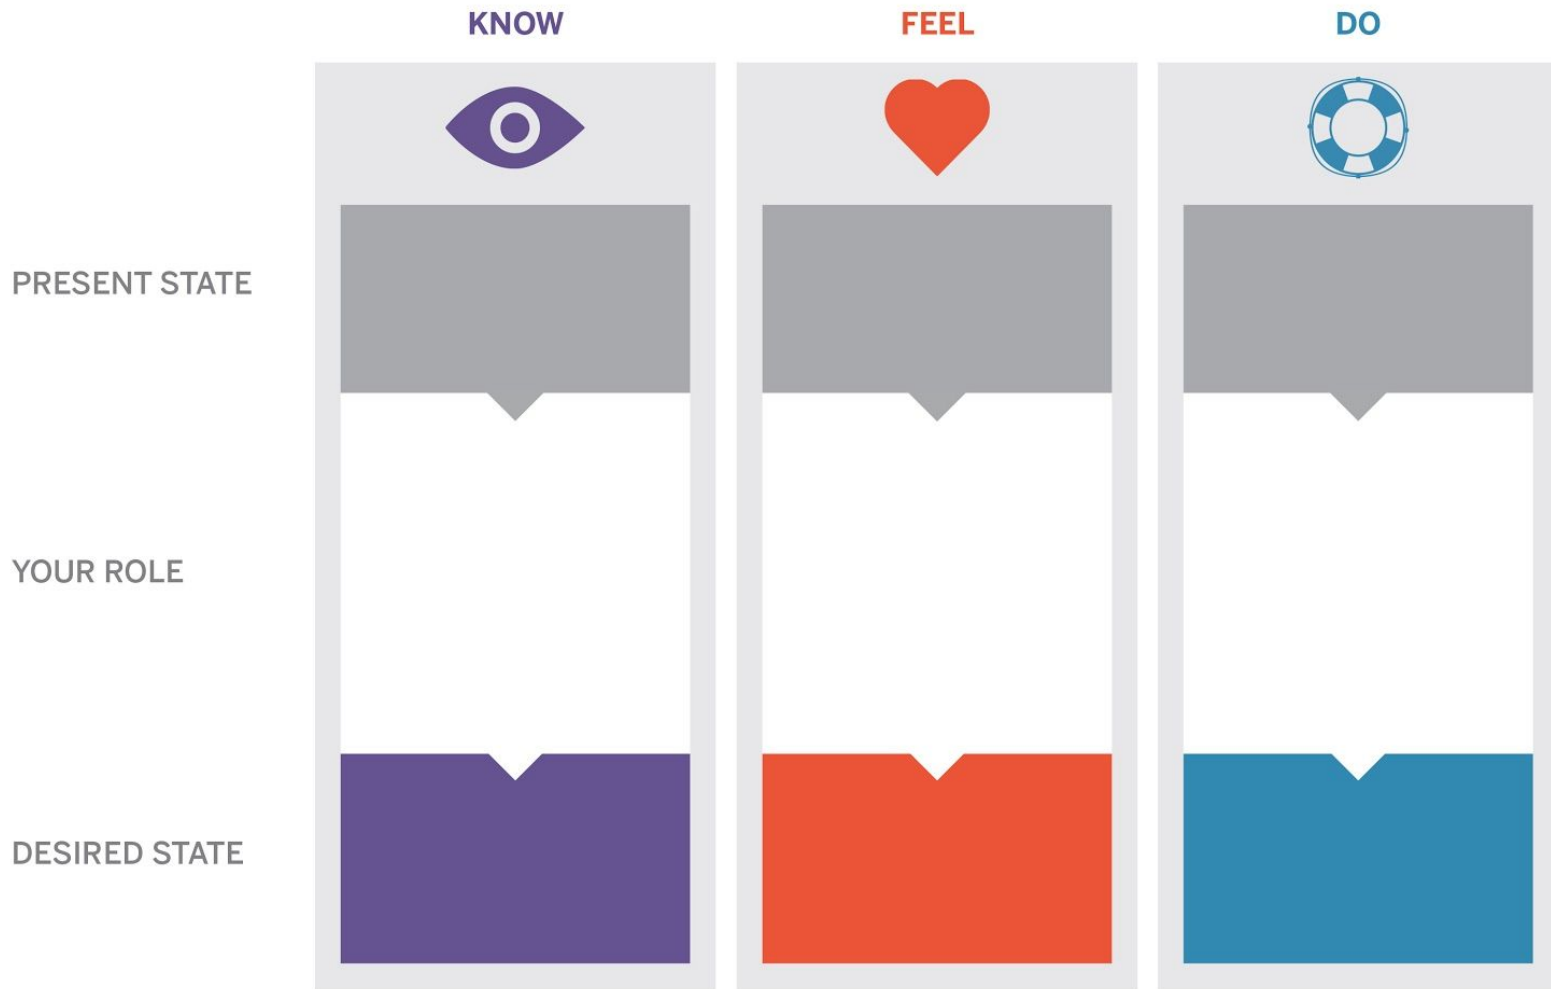 KNOW
FEEL
DO
PRESENT STATE
YOUR ROLE
DESIRED STATE